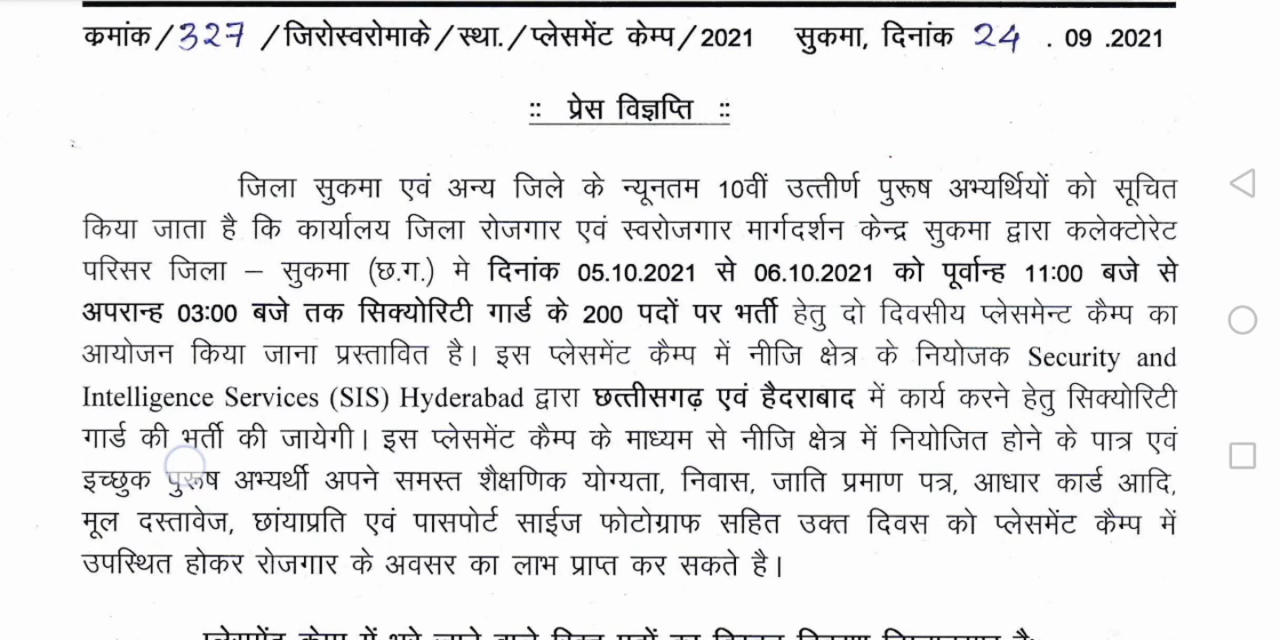 कमांक/327 /जिरोस्वरोमाके/स्था./प्लेसमेंट केम्प/2021 सुकमा, दिनांक 24 . 09 .2021
:: प्रेस विज्ञप्ति ::
जिला सुकमा एवं अन्य जिले के न्यूनतम 10वीं उत्तीर्ण पुरूष अभ्यर्थियों को सूचित
किया जाता है कि कार्यालय जिला रोजगार एवं स्वरोजगार मार्गदर्शन केन्द्र सुकमा द्वारा कलेक्टोरेट
परिसर जिला – सुकमा (छ.ग.) मे दिनांक 05.10.2021 से 06.10.2021 को पूर्वान्ह 11:00 बजे से
अपरान्ह 03:00 बजे तक सिक्योरिटी गार्ड के 200 पदों पर भर्ती हेतु दो दिवसीय प्लेसमेन्ट कैम्प का
आयोजन किया जाना प्रस्तावित है। इस प्लेसमेंट कैम्प में नीजि क्षेत्र के नियोजक Security and
Intelligence Services (SIS) Hyderabad द्वारा छत्तीसगढ़ एवं हैदराबाद में कार्य करने हेतु सिक्योरिटी
गार्ड की भर्ती की जायेगी। इस प्लेसमेंट कैम्प के माध्यम से नीजि क्षेत्र में नियोजित होने के पात्र एवं
इच्छुक पुरूष अभ्यर्थी अपने समस्त शैक्षणिक योग्यता, निवास, जाति प्रमाण पत्र, आधार कार्ड आदि,
मूल दस्तावेज, छांयाप्रति एवं पासपोर्ट साईज फोटोग्राफ सहित उक्त दिवस को प्लेसमेंट कैम्प में
उपस्थित होकर रोजगार के अवसर का लाभ प्राप्त कर सकते है।